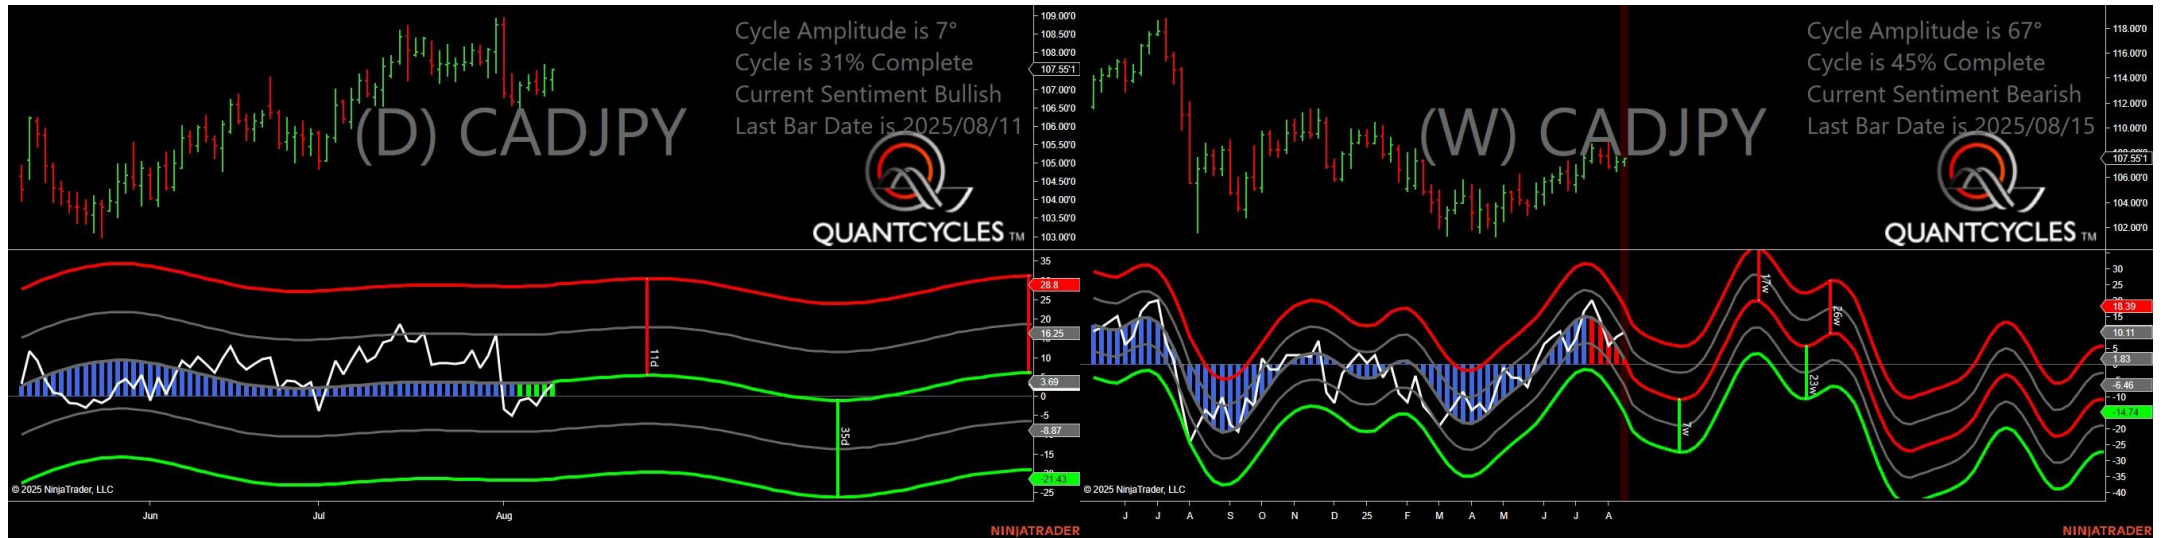 Cycle Amplitude is 7°
Cycle is 31% Complete
Current Sentiment Bullish
Last Bar Date is 2025/08/11
(D) CADJPY
QUANTCYCLES TM
109.00'0
108.50'0
108.00'0
107.55'1
107.00'0
106.50'0
106.00'0
105.50'0
105.00'0
104.50'0
104.00'0
103.50'0
103.00'0
35
28.8
25
20
16.25
10
5
3.69
0
-5
-8.87
-15
-21.43
-25
11d
35d
© 2025 NinjaTrader, LLC
Jun
Jul
Aug
NINJATRADER
Cycle Amplitude is 67°
Cycle is 45% Complete
Current Sentiment Bearish
Last Bar Date is 2025/08/15
(W) CADJPY
QUANTCYCLES TM
118.00'0
116.00'0
114.00'0
112.00'0
110.00'0
107.55'1
106.00'0
104.00'0
102.00'0
30
25
18.39
15
10.11
5
1.83
-6.46
-10
-14.74
-20
-25
-30
-35
-40
17w
26w
23w
7w
© 2025 NinjaTrader, LLC
J
J
A
S
O
N
D
25
F
M
A
M
J
J
A
NINJATRADER